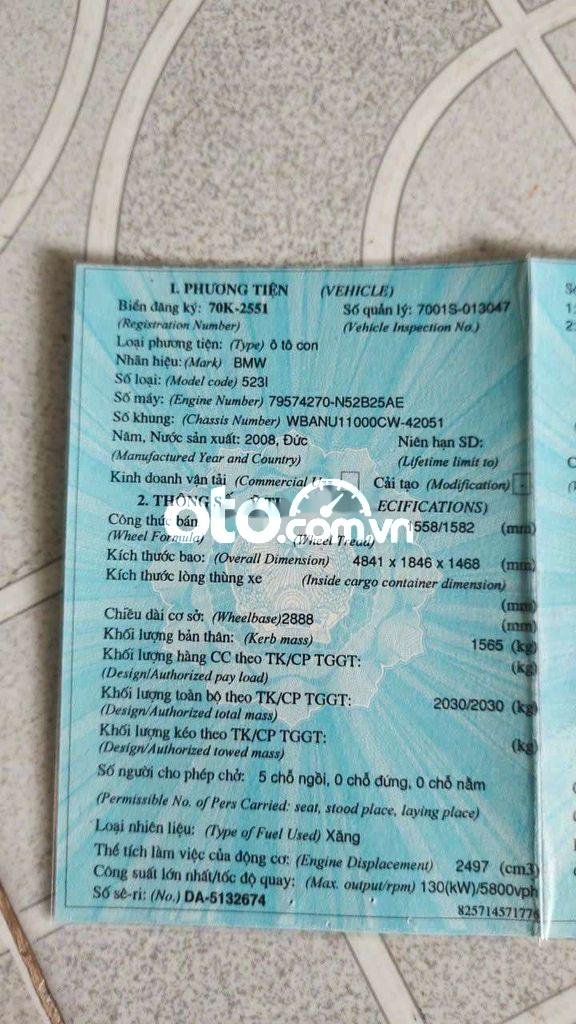 I. PHƯƠNG TIỆN (VEHICLE)
Biển đăng ký: 70K-2551 Số quản lý: 7001S-013047
(Registration Number) (Vehicle Inspection No.)
Loại phương tiện: (Type) ô tô con
Nhãn hiệu: (Mark) BMW
Số loại: (Model code) 523I
Số máy: (Engine Number) 79574270-N52B25AE
Số khung: (Chassis Number) WBANU11000CW-42051
Năm, Nước sản xuất: 2008, Đức Niên hạn SD:
(Manufactured Year and Country) (Lifetime limit to)
Kinh doanh vận tải (Commercial Cải tạo (Modification)
2. THÔNG SỐ ECIFICATIONS)
Công thức bán 1558/1582 (mm)
(Wheel Formula) (Wheel Tread)
oto.com.vn
Kích thước bao: (Overall Dimension) 4841 x 1846 x 1468 (mm)
Kích thước lòng thùng xe (Inside cargo container dimension)
(mm)
Chiều dài cơ sở: (Wheelbase)2888 (mm)
Khối lượng bản thân: (Kerb mass) 1565 (kg)
Khối lượng hàng CC theo TK/CP TGGT: (kg)
(Design/Authorized pay load)
Khối lượng toàn bộ theo TK/CP TGGT: 2030/2030 (kg)
(Design/Authorized total mass)
Khối lượng kéo theo TK/CP TGGT: (kg)
(Design/Authorized towed mass)
Số người cho phép chở: 5 chỗ ngồi, 0 chỗ đứng, 0 chỗ nằm
(Permissible No. of Pers Carried: seat, stood place, laying place)
Loại nhiên liệu: (Type of Fuel Used) Xăng
Thể tích làm việc của động cơ: (Engine Displacement) 2497 (cm3)
Công suất lớn nhất/tốc độ quay: (Max. output/rpm) 130(kW)/5800vph
Số sê-ri: (No.) DA-5132674